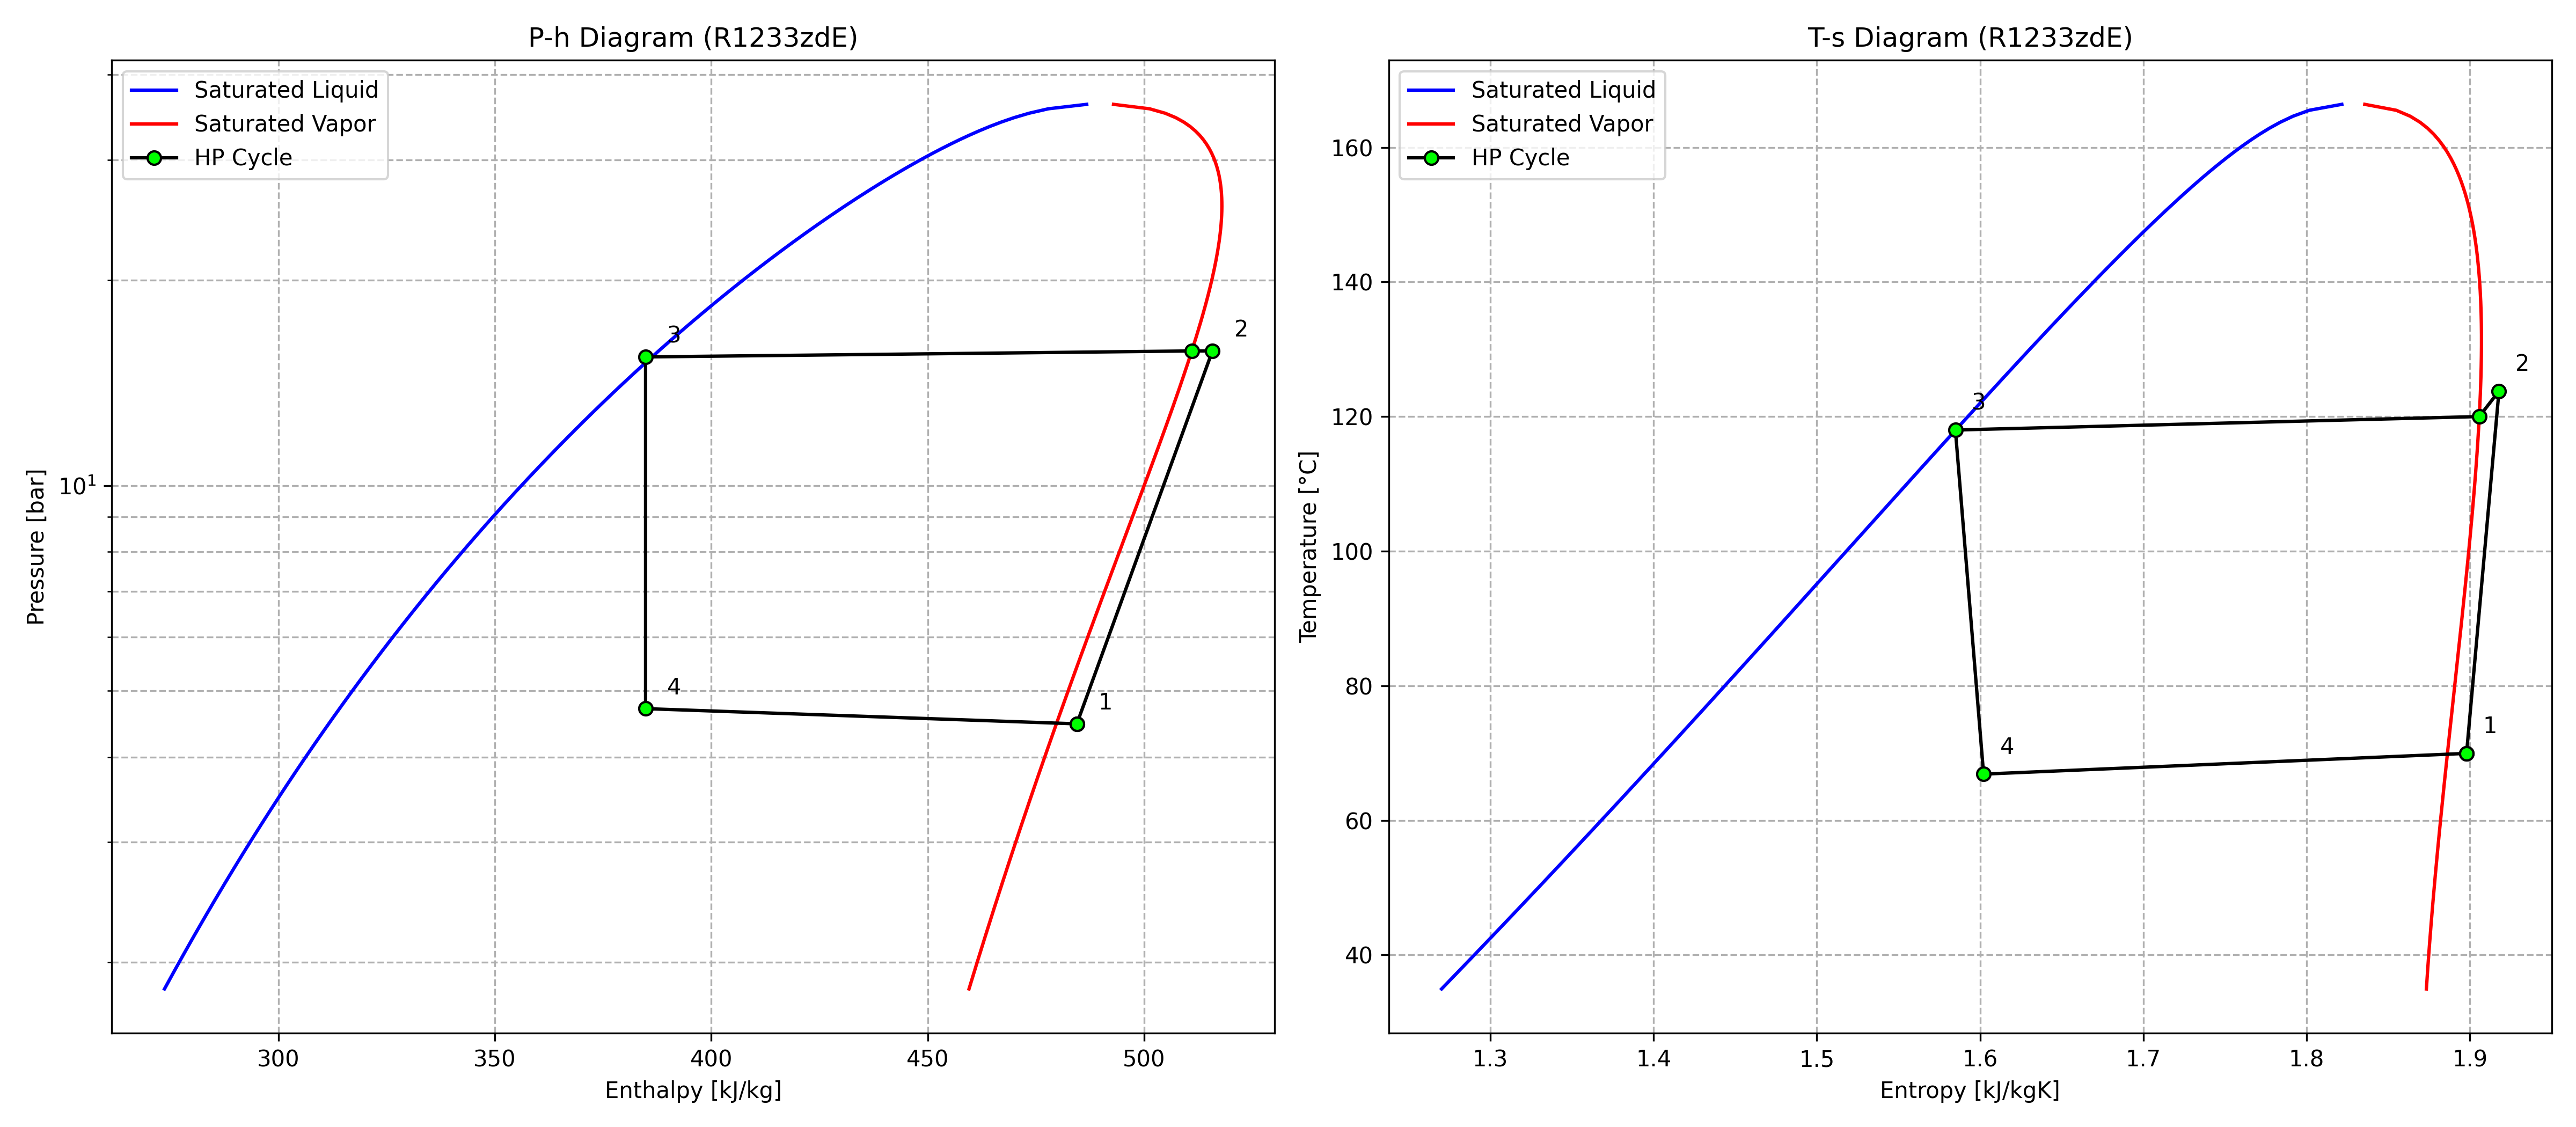 P-h Diagram (R1233zdE)
Saturated Liquid
Saturated Vapor
HP Cycle
3
2
4
1
Pressure [bar]
10¹
300
350
400
450
500
Enthalpy [kJ/kg]
T-s Diagram (R1233zdE)
Saturated Liquid
Saturated Vapor
HP Cycle
3
2
4
1
Temperature [°C]
160
140
120
100
80
60
40
1.3
1.4
1.5
1.6
1.7
1.8
1.9
Entropy [kJ/kgK]